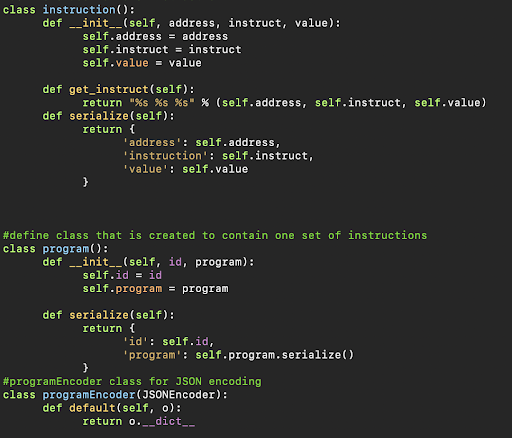 class instruction():
      def __init__(self, address, instruct, value):
            self.address = address
            self.instruct = instruct
            self.value = value
      def get_instruct(self):
            return "%s %s %s" % (self.address, self.instruct, self.value)
      def serialize(self):
            return {
                  'address': self.address,
                  'instruction': self.instruct,
                  'value': self.value
            }
#define class that is created to contain one set of instructions
class program():
      def __init__(self, id, program):
            self.id = id
            self.program = program
      def serialize(self):
            return {
                  'id': self.id,
                  'program': self.program.serialize()
            }
#programEncoder class for JSON encoding
class programEncoder(JSONEncoder):
      def default(self, o):
            return o.__dict__